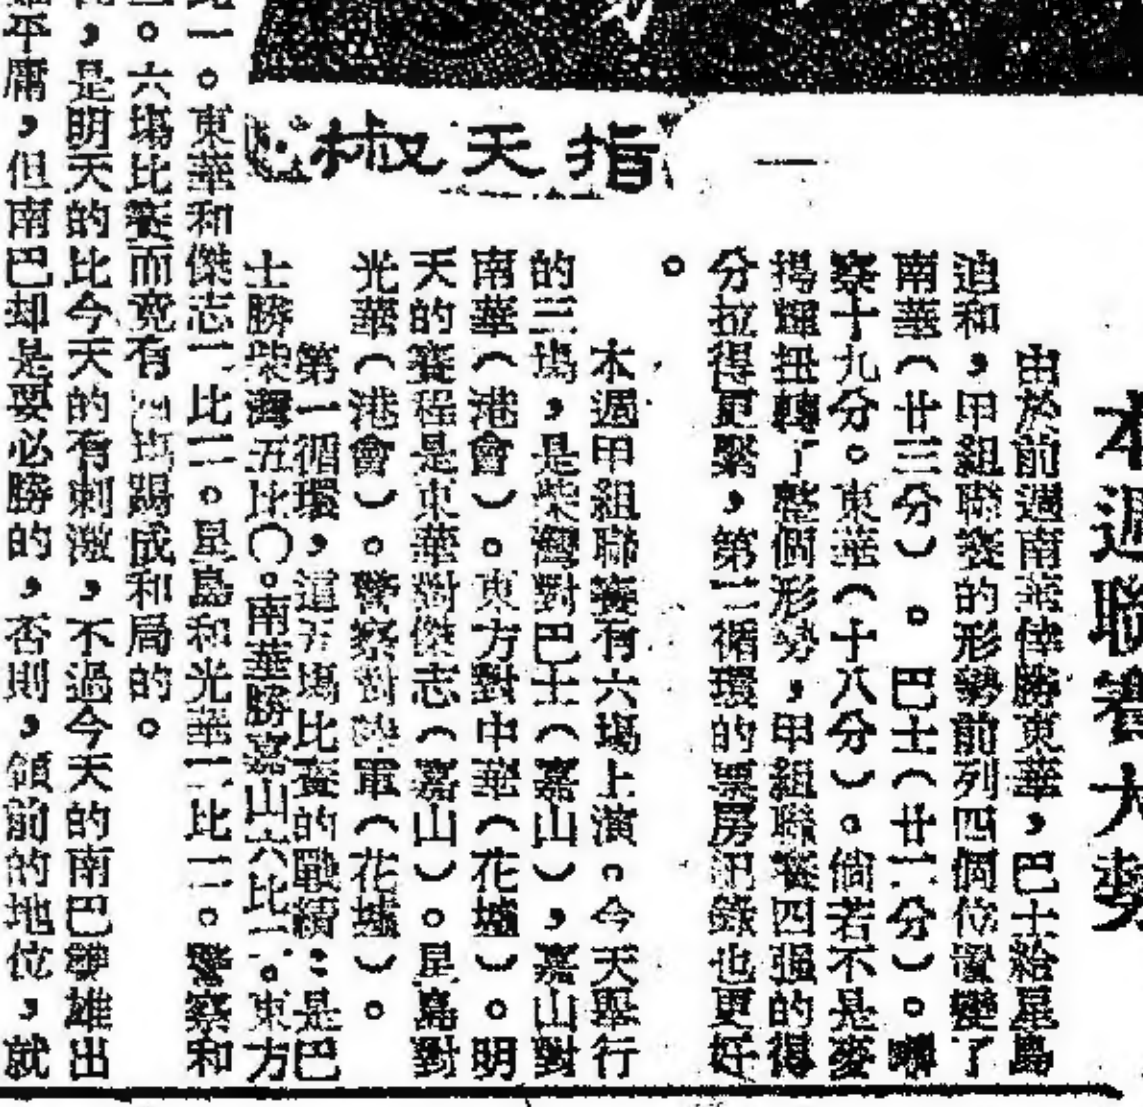 本週聯賽大勢
指天椒
由於前週南華倖勝東華，巴士給星島
迫和，甲組聯賽的形勢前列四個位置變了
南華（廿三分）。巴士（廿二分）。
察十九分。東華（十八分）。倘若不是麥
揚輝扭轉了整個形勢，甲組聯賽四強的得
分拉得更緊，第二循環的票房紀錄也更好
。
本週甲組聯賽有六場上演。今天舉行
的三場，是柴灣對巴士（嘉山），嘉山對
南華（港會）。東方對中華（花墟）。明
天的賽程是東華對傑志（嘉山）。星島對
光華（港會）。警察對陸軍（花墟）。
第一循環，這五場比賽的戰績：是巴
士勝柴灣五比〇。南華勝嘉山六比二。東方
比一。東華和傑志一比一。星島和光華二比二。警察和
。六場比賽而竟有四場踢成和局的。
，是明天的比今天的有刺激，不過今天的南巴爭雄出
平庸，但南巴却是要必勝的，否則，領前的地位，就